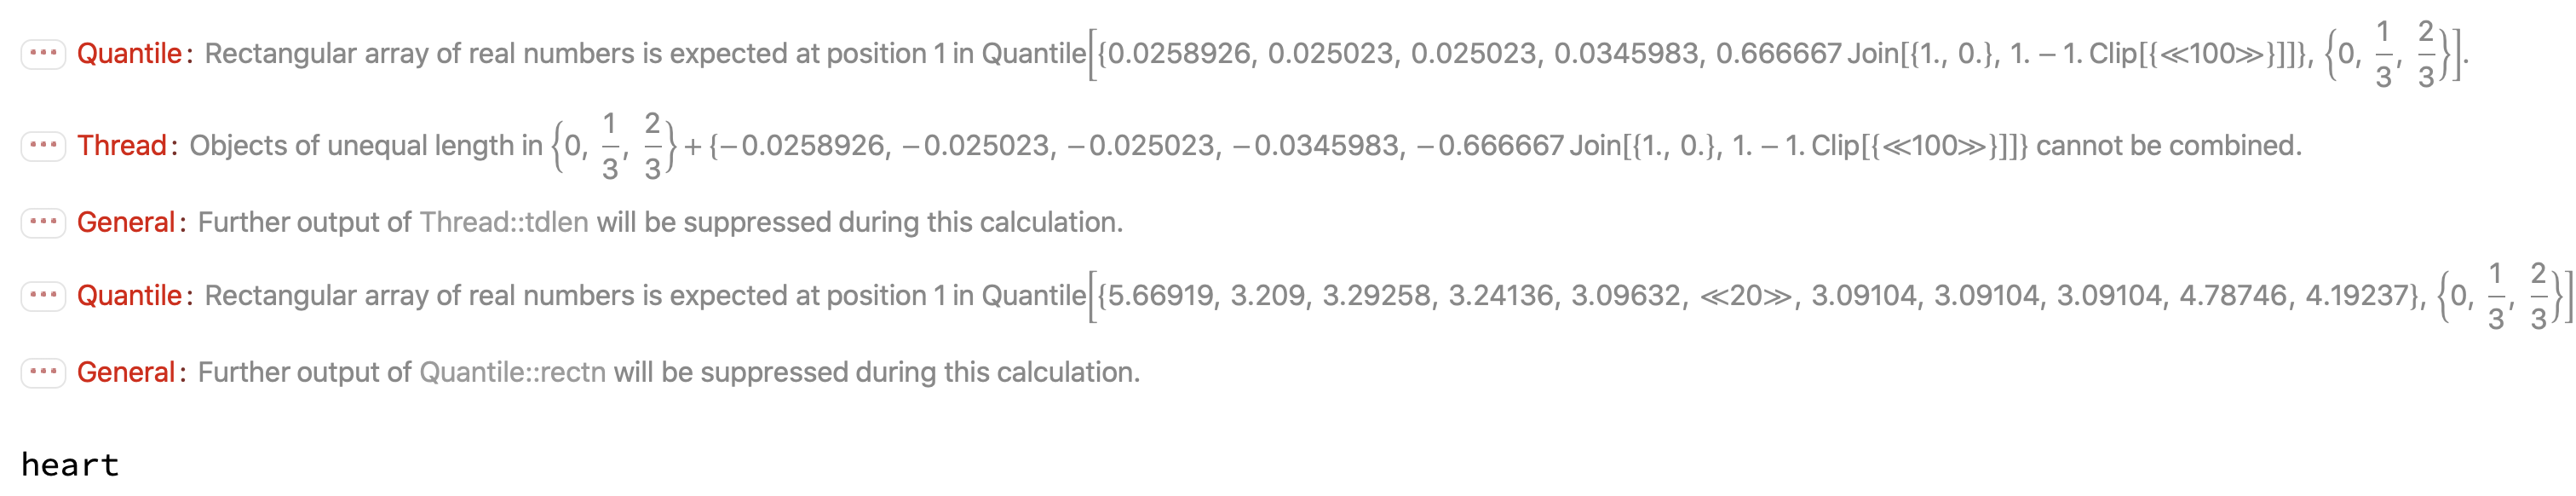 ··· Quantile: Rectangular array of real numbers is expected at position 1 in Quantile[{0.0258926, 0.025023, 0.025023, 0.0345983, 0.666667 Join[{1., 0.}, 1. − 1. Clip[{≪100≫}]]}, {0, 1/3, 2/3}].
··· Thread: Objects of unequal length in {0, 1/3, 2/3} + {−0.0258926, −0.025023, −0.025023, −0.0345983, −0.666667 Join[{1., 0.}, 1. − 1. Clip[{≪100≫}]]} cannot be combined.
··· General: Further output of Thread::tdlen will be suppressed during this calculation.
··· Quantile: Rectangular array of real numbers is expected at position 1 in Quantile[{5.66919, 3.209, 3.29258, 3.24136, 3.09632, ≪20≫, 3.09104, 3.09104, 3.09104, 4.78746, 4.19237}, {0, 1/3, 2/3}]
··· General: Further output of Quantile::rectn will be suppressed during this calculation.
heart